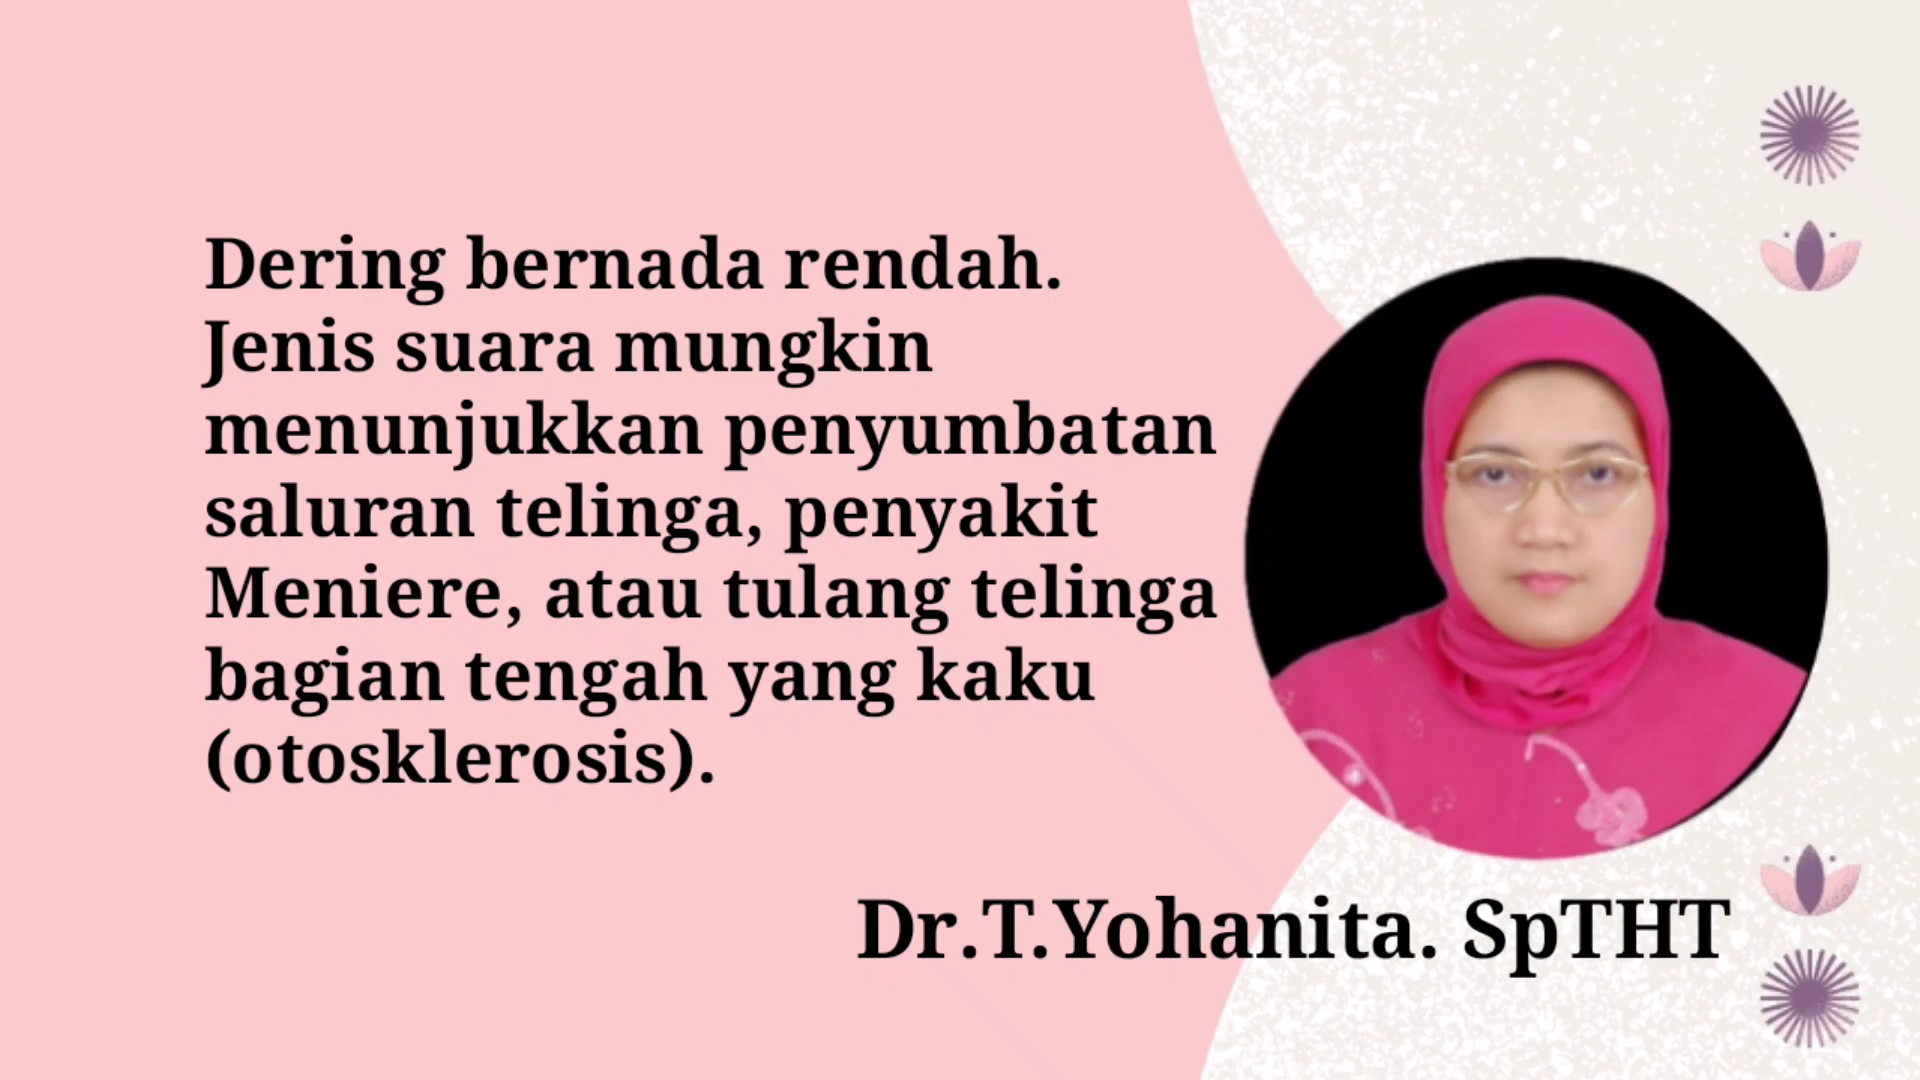 Dering bernada rendah.
Jenis suara mungkin
menunjukkan penyumbatan
saluran telinga, penyakit
Meniere, atau tulang telinga
bagian tengah yang kaku
(otosklerosis).
Dr.T.Yohanita. SpTHT